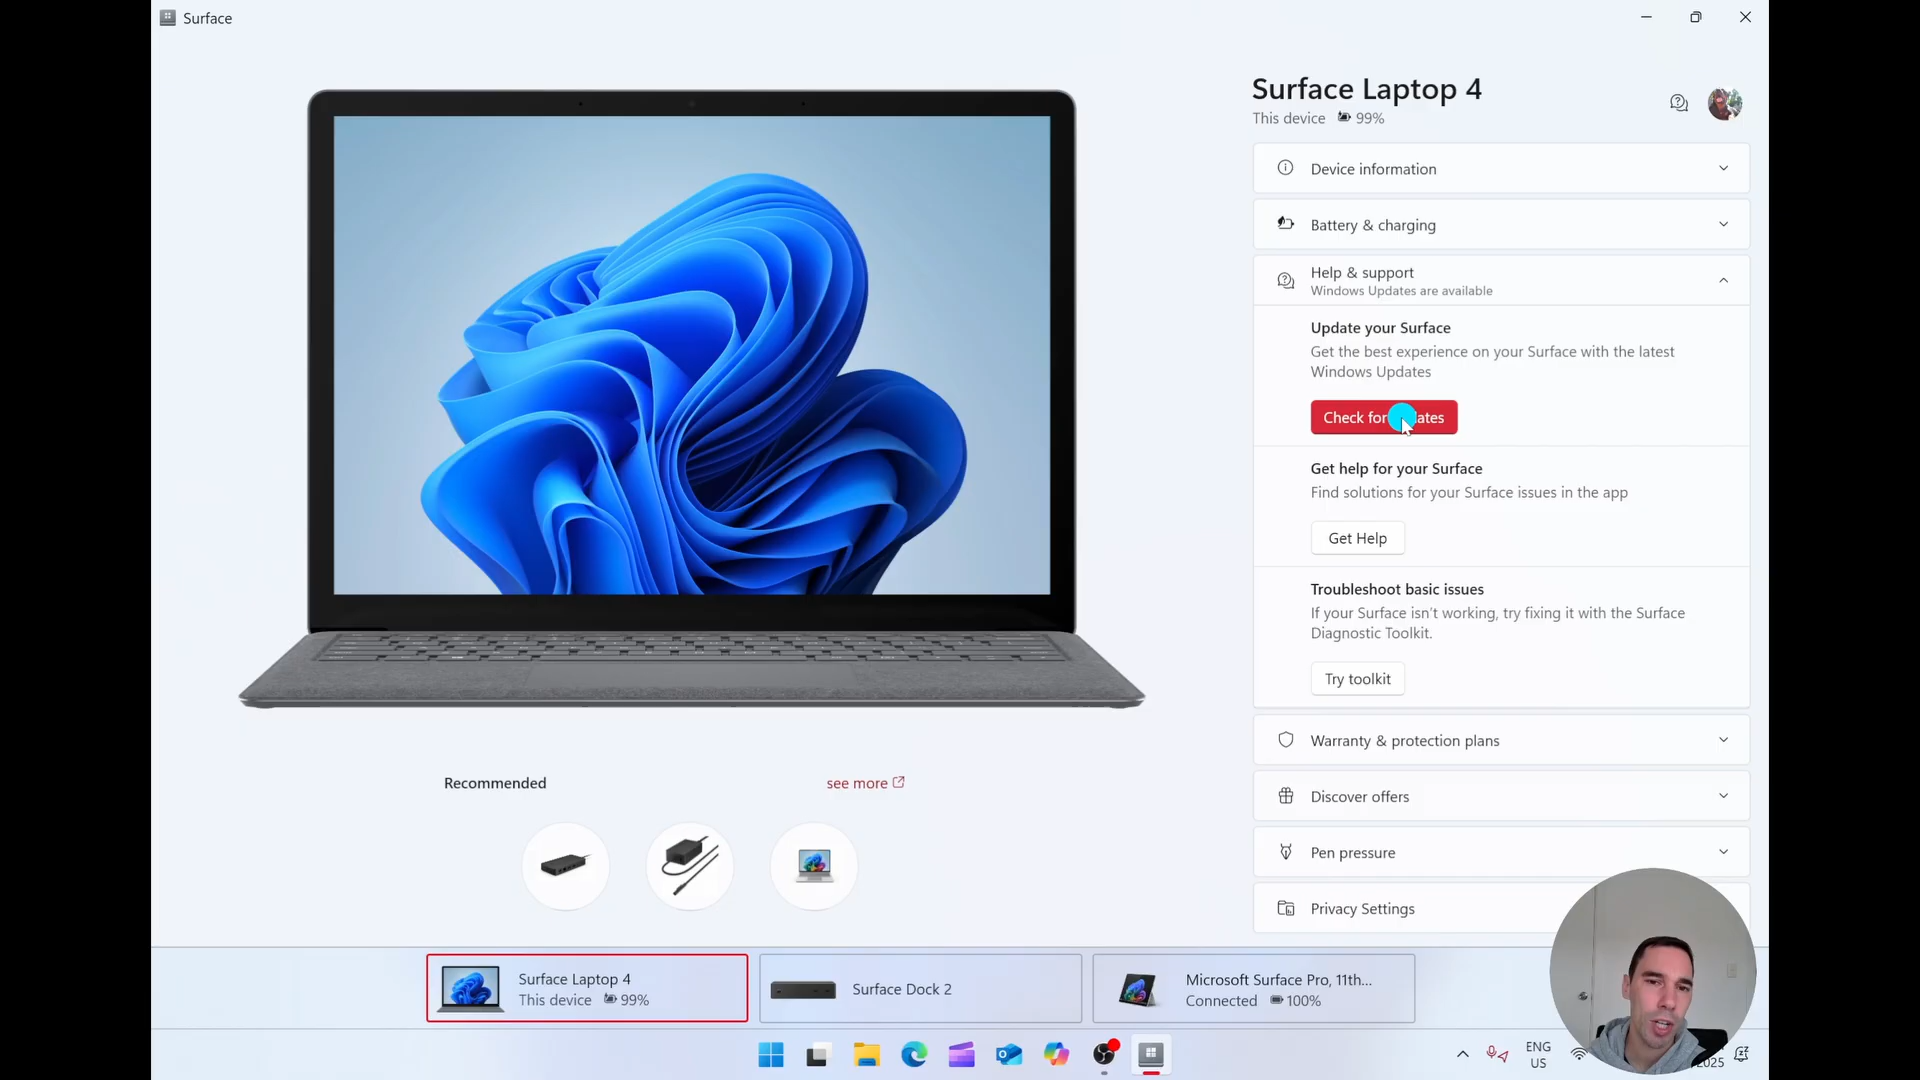 Surface
Surface Laptop 4
This device 99%
Device information
Battery & charging
Help & support
Windows Updates are available
Update your Surface
Get the best experience on your Surface with the latest
Windows Updates
Check for
Get help for your Surface
Find solutions for your Surface issues in the app
Get Help
Troubleshoot basic issues
If your Surface isn't working, try fixing it with the Surface
Diagnostic Toolkit.
Try toolkit
Warranty & protection plans
Discover offers
Pen pressure
Privacy Settings
Recommended
see more
Surface Laptop 4
This device 99%
Surface Dock 2
Microsoft Surface Pro, 11th...
Connected 100%
ENG
US
2025